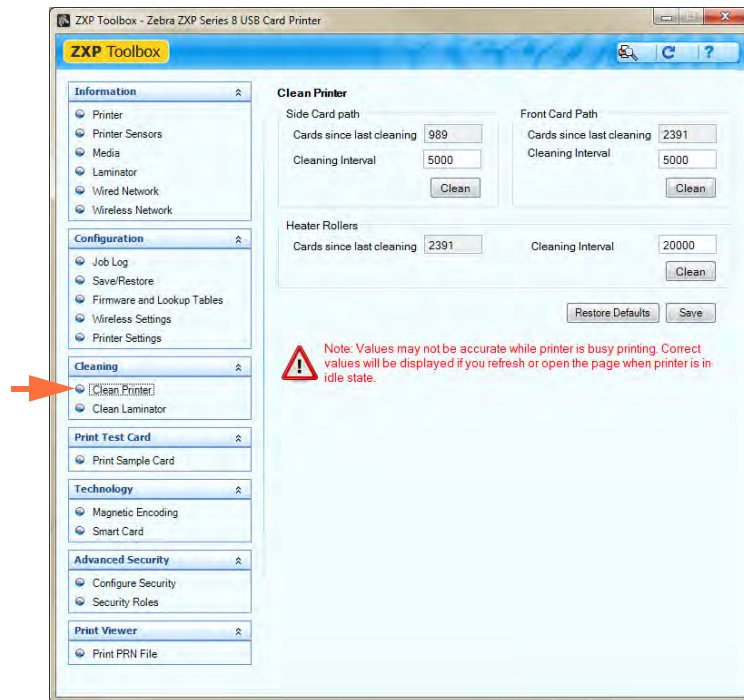 ZXP Toolbox - Zebra ZXP Series 8 USB Card Printer
ZXP Toolbox
?
Information
Printer
Printer Sensors
Media
Laminator
Wired Network
Wireless Network
Configuration
Job Log
Save/Restore
Firmware and Lookup Tables
Wireless Settings
Printer Settings
Cleaning
Clean Printer
Clean Laminator
Print Test Card
Print Sample Card
Technology
Magnetic Encoding
Smart Card
Advanced Security
Configure Security
Security Roles
Print Viewer
Print PRN File
Clean Printer
Side Card path
Cards since last cleaning 989
Cleaning Interval 5000
Clean
Front Card Path
Cards since last cleaning 2391
Cleaning Interval 5000
Clean
Heater Rollers
Cards since last cleaning 2391 Cleaning Interval 20000
Clean
Restore Defaults Save
Note: Values may not be accurate while printer is busy printing. Correct
values will be displayed if you refresh or open the page when printer is in
idle state.